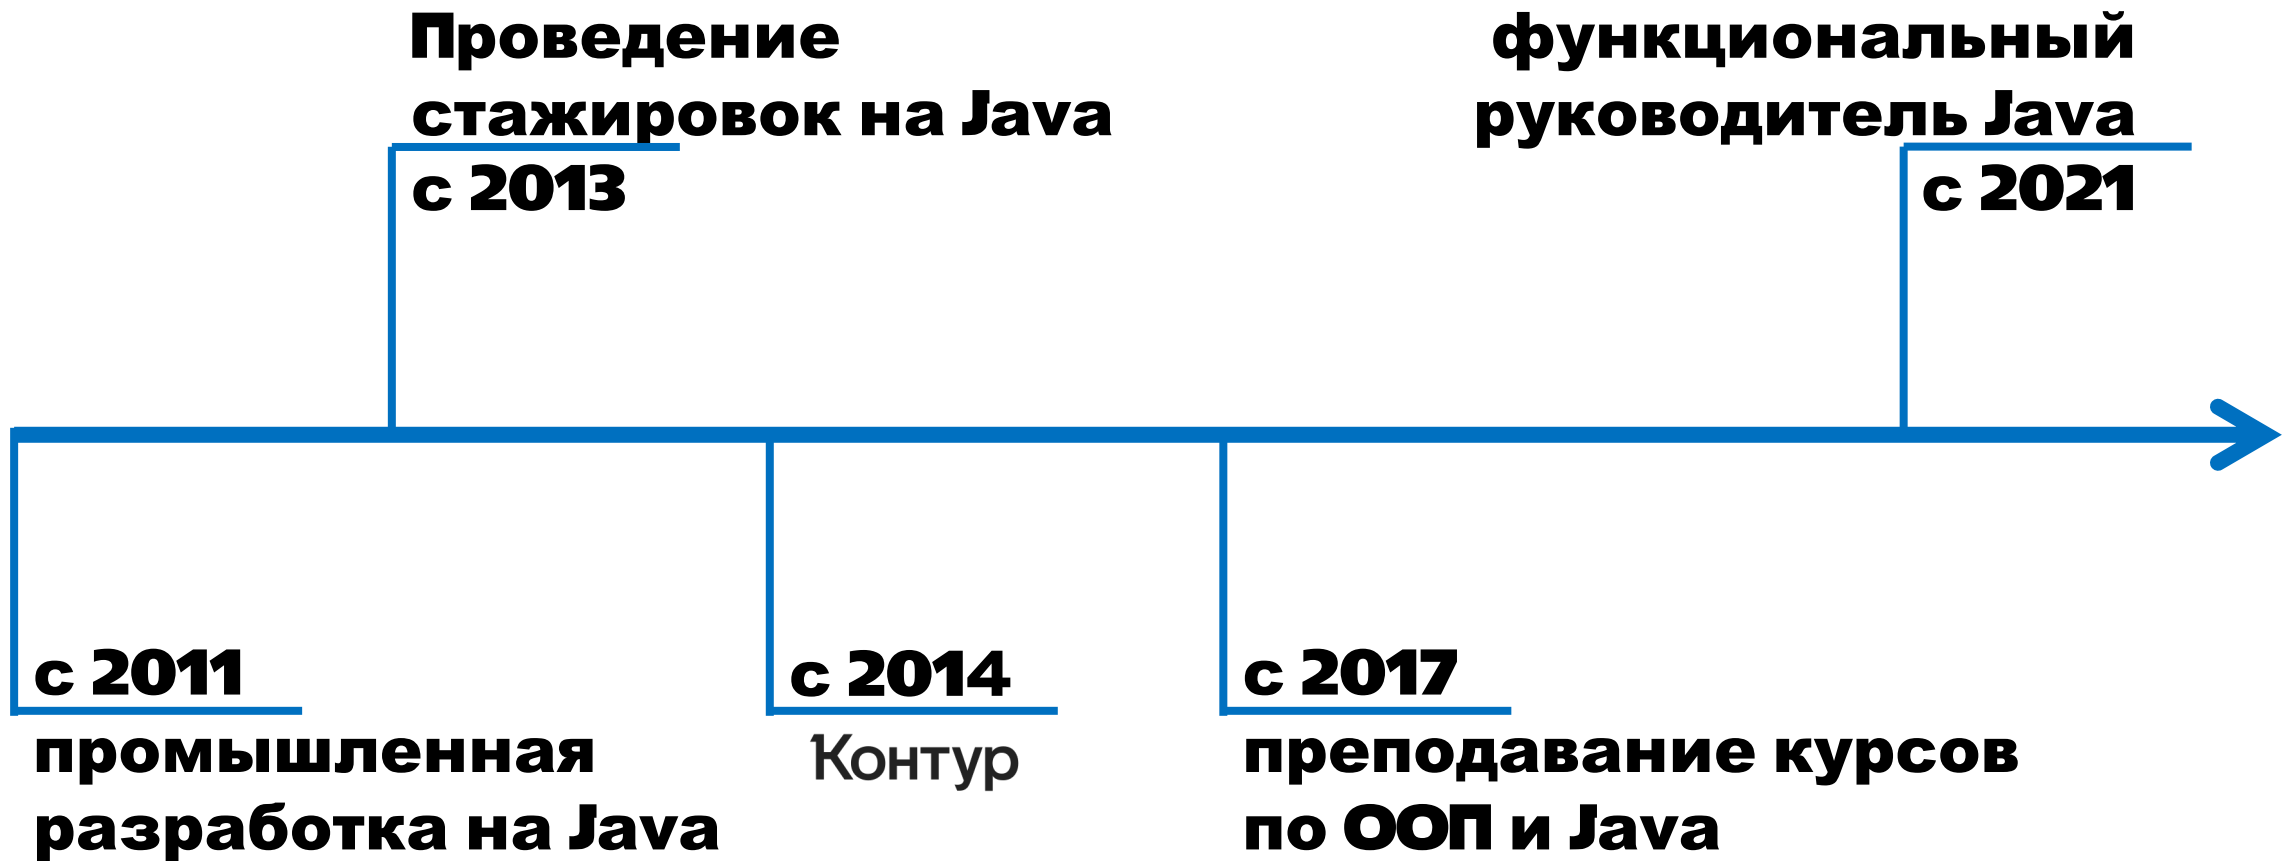 Проведение
стажировок на Java
с 2013
функциональный
руководитель Java
с 2021
с 2011
промышленная
разработка на Java
с 2014
Контур
с 2017
преподавание курсов
по ООП и Java